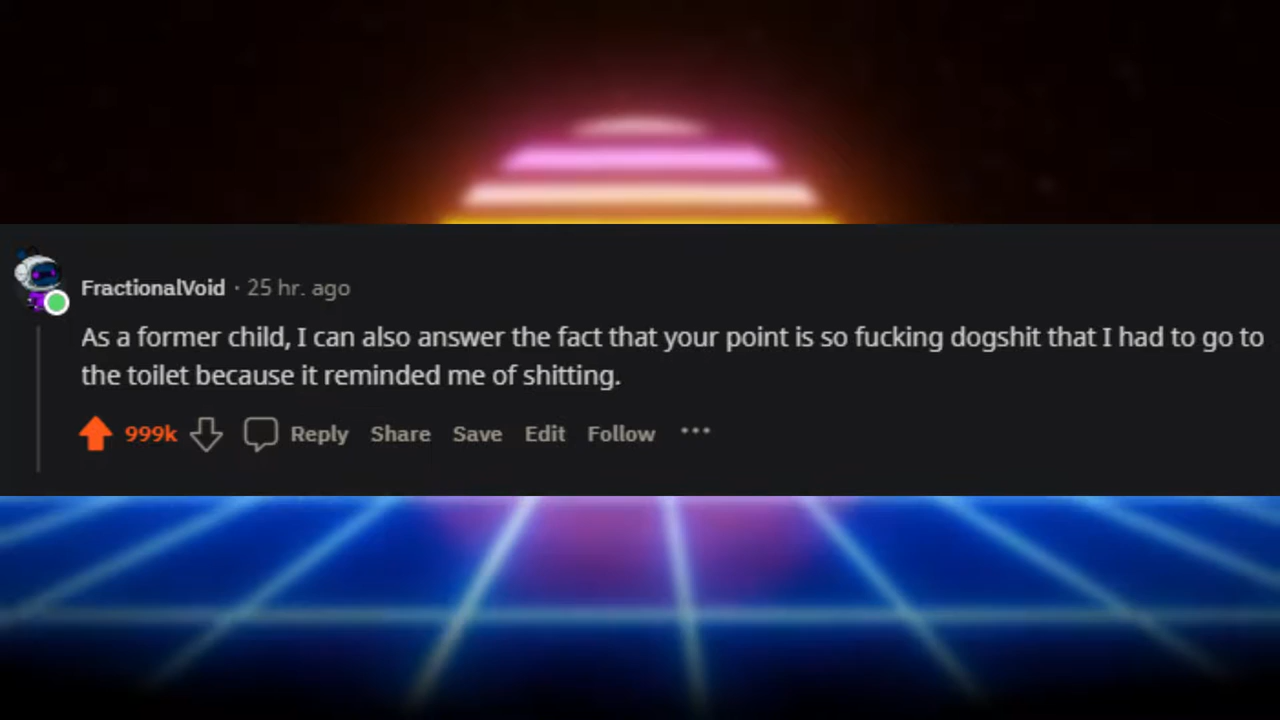 FractionalVoid · 25 hr. ago
As a former child, I can also answer the fact that your point is so fucking dogshit that I had to go to
the toilet because it reminded me of shitting.
999k Reply Share Save Edit Follow ···